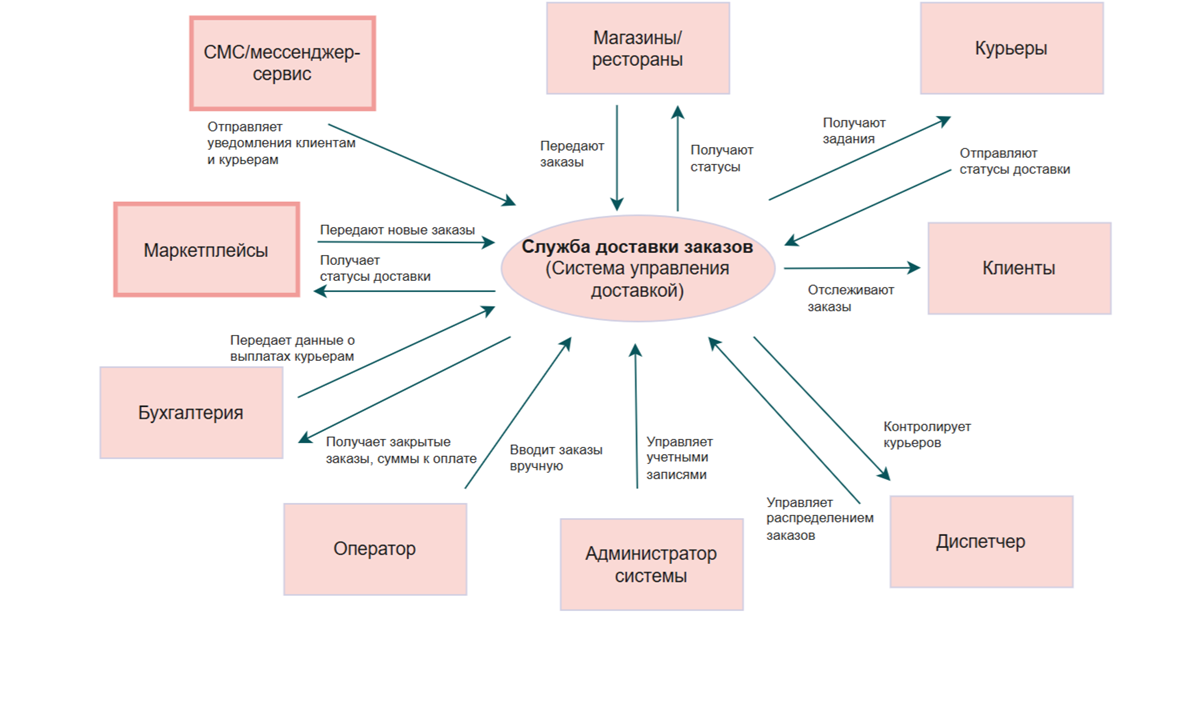 СМС/мессенджер-
сервис
Магазины/
рестораны
Курьеры
Отправляет
уведомления клиентам
и курьерам
Передают
заказы
Получают
статусы
Получают
задания
Отправляют
статусы доставки
Маркетплейсы
Передают новые заказы
Получает
статусы доставки
Служба доставки заказов
(Система управления
доставкой)
Отслеживают
заказы
Клиенты
Передает данные о
выплатах курьерам
Бухгалтерия
Получает закрытые
заказы, суммы к оплате
Вводит заказы
вручную
Управляет
учетными
записями
Контролирует
курьеров
Управляет
распределением
заказов
Оператор
Администратор
системы
Диспетчер